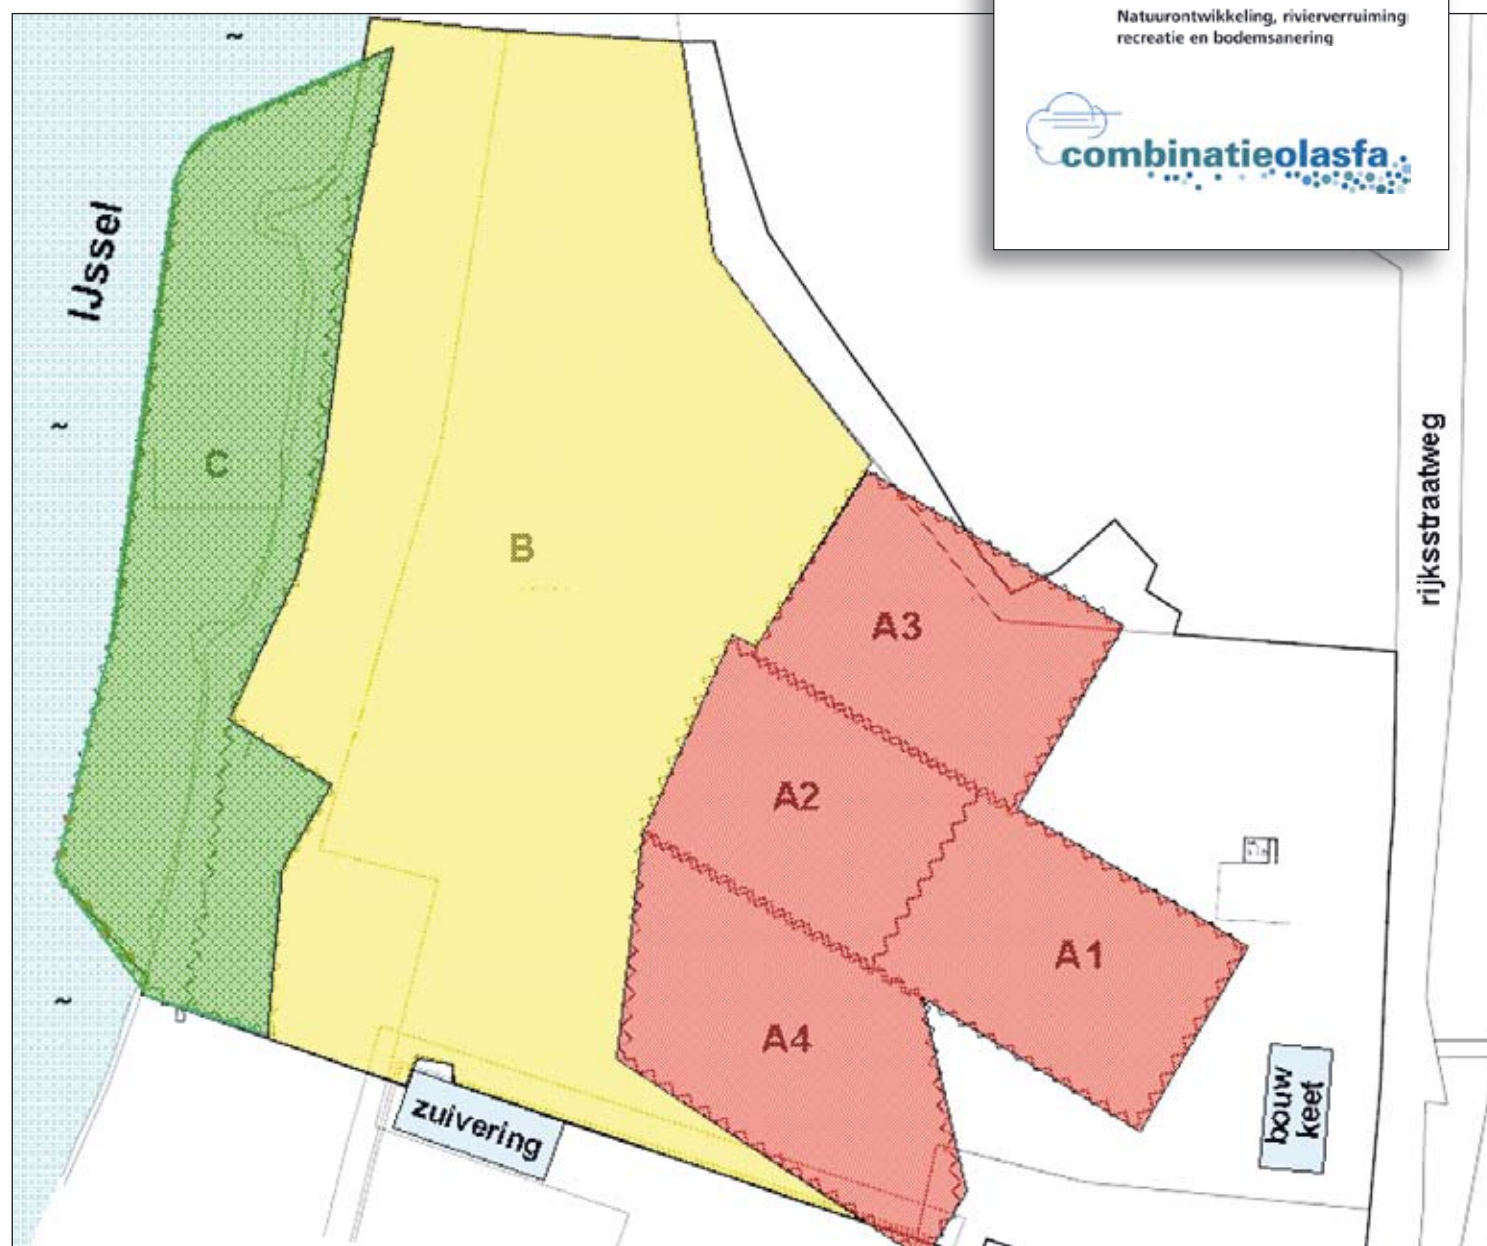 Natuurontwikkeling, rivierverruiming
recreatie en bodemsanering
combinatieolasfa
IJssel
C
B
A3
A2
A1
A4
rijksstraatweg
zuivering
bouw
keet